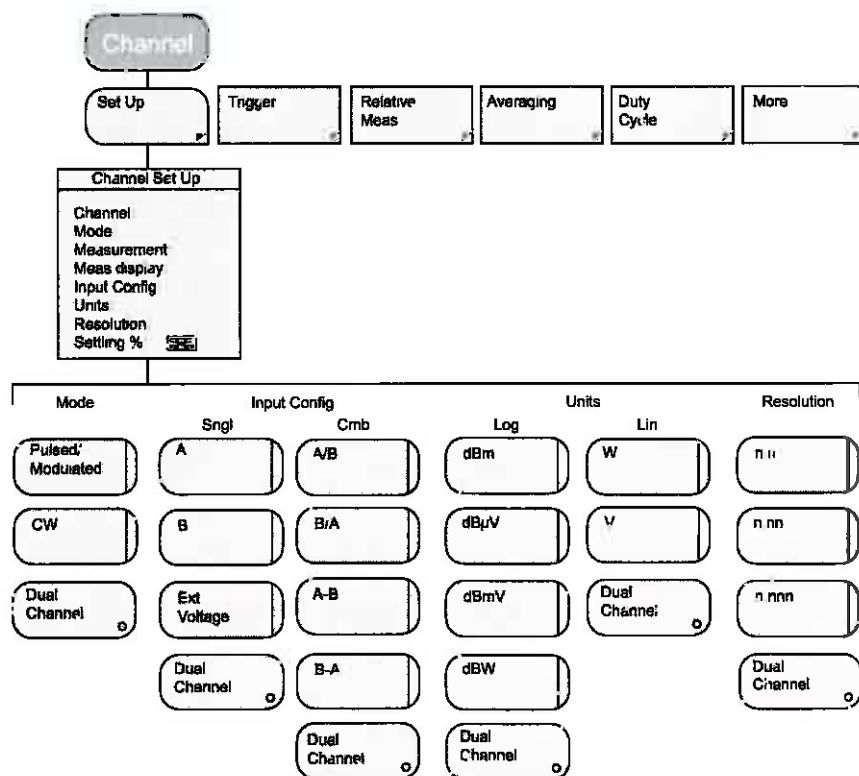 Channel
Set Up
Trigger
Relative
Meas
Averaging
Duty
Cycle
More
Channel Set Up
Channel
Mode
Measurement
Meas display
Input Config
Units
Resolution
Settling %
Mode
Input Config
Units
Resolution
Sngl
Cmb
Log
Lin
Pulsed/
Modulated
A
A/B
dBm
W
n.n
CW
B
B/A
dBµV
V
n.nn
Dual
Channel
Ext
Voltage
A-B
dBmV
Dual
Channel
n.nnn
Dual
Channel
B-A
dBW
Dual
Channel
Dual
Channel
Dual
Channel